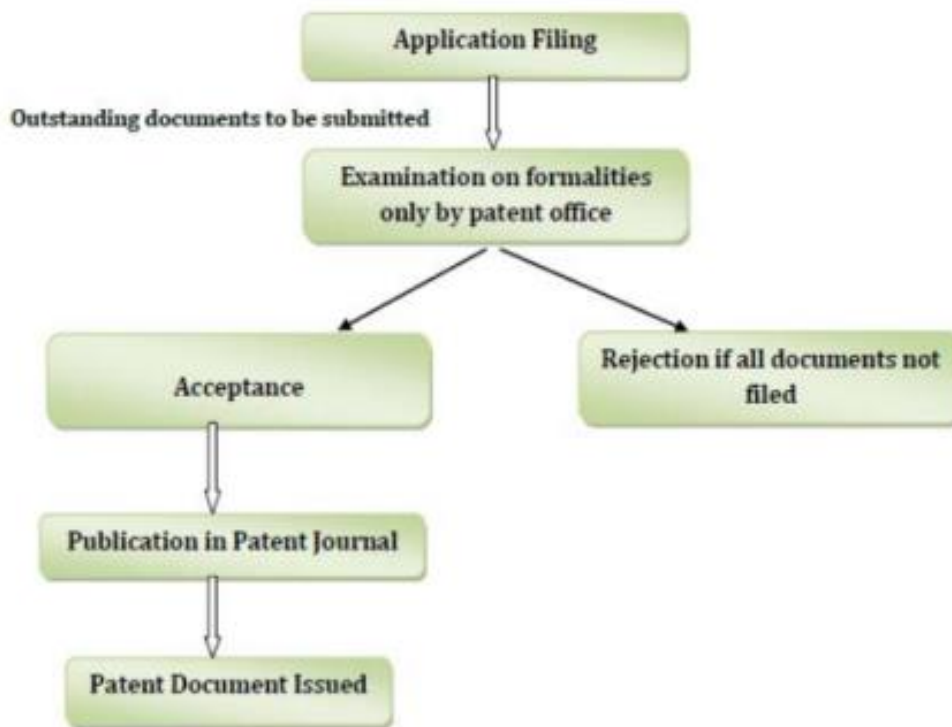 Application Filing
Outstanding documents to be submitted
Examination on formalities
only by patent office
Acceptance
Rejection if all documents not
filed
Publication in Patent Journal
Patent Document Issued